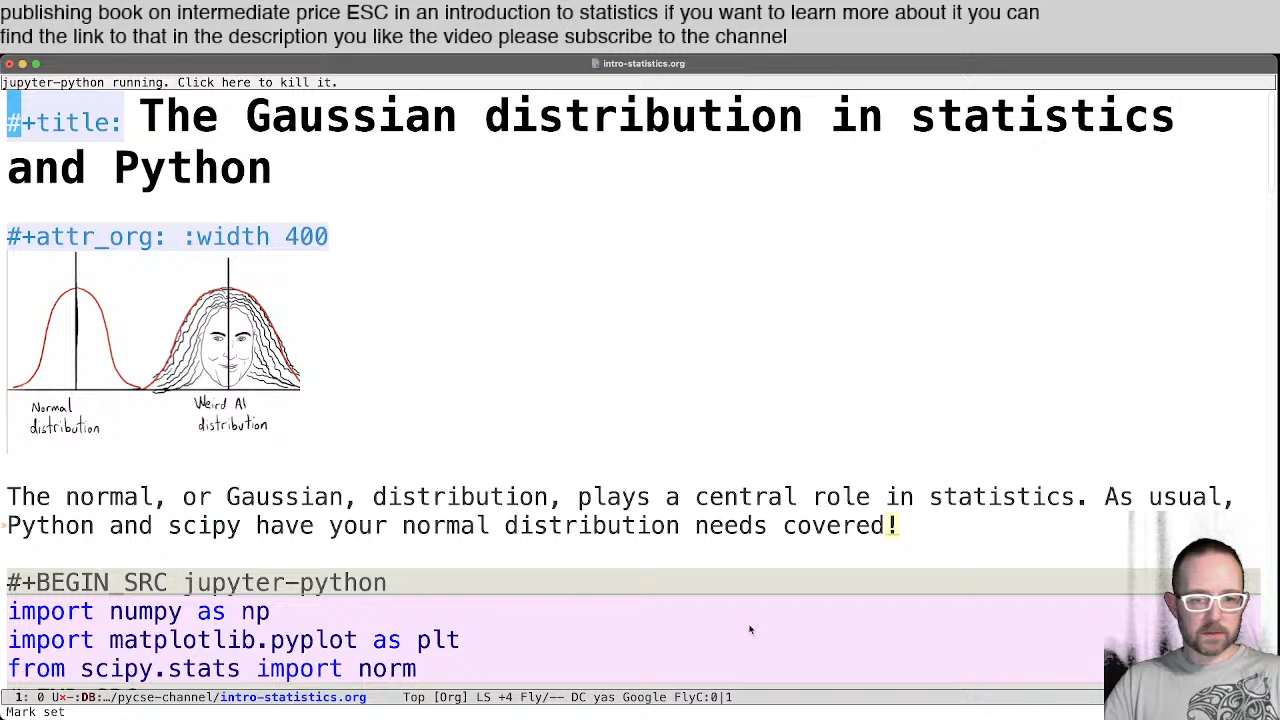 publishing book on intermediate price ESC in an introduction to statistics if you want to learn more about it you can
find the link to that in the description you like the video please subscribe to the channel
intro-statistics.org
jupyter-python running. Click here to kill it.
#+title: The Gaussian distribution in statistics
and Python
#+attr_org: :width 400
Normal
distribution
Weird Al
distribution
The normal, or Gaussian, distribution, plays a central role in statistics. As usual,
Python and scipy have your normal distribution needs covered!
#+BEGIN_SRC jupyter-python
import numpy as np
import matplotlib.pyplot as plt
from scipy.stats import norm
1: 0 U×-:DB:…/pycse-channel/intro-statistics.org Top [Org] LS +4 Fly/-- DC yas Google FlyC:0|1
Mark set